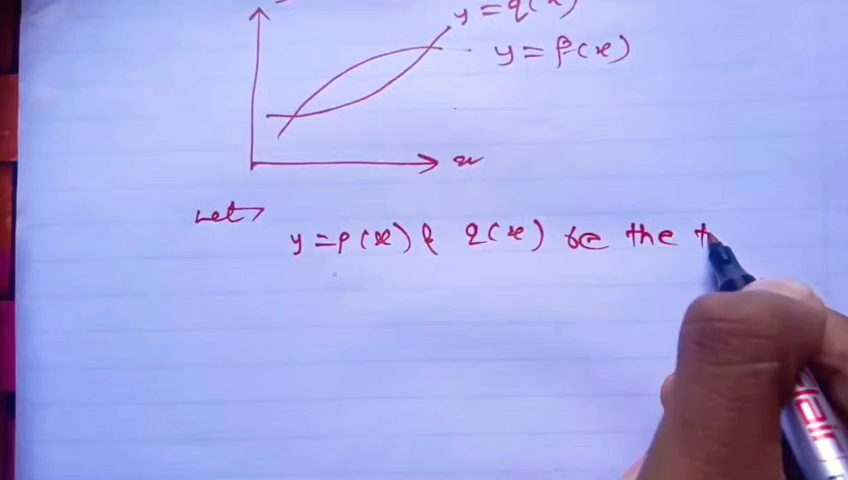 y = q(x)
y = p(x)
x
Let,
y = p(x) & q(x) be the t